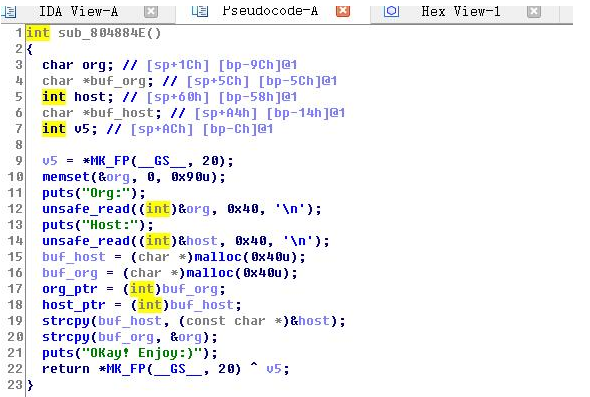 IDA View-A Pseudocode-A Hex View-1
1 int sub_804884E()
2 {
3 char org; // [sp+1Ch] [bp-9Ch]@1
4 char *buf_org; // [sp+5Ch] [bp-5Ch]@1
5 int host; // [sp+60h] [bp-58h]@1
6 char *buf_host; // [sp+A4h] [bp-14h]@1
7 int v5; // [sp+ACh] [bp-Ch]@1
8
9 v5 = *MK_FP(__GS__, 20);
10 memset(&org, 0, 0x90u);
11 puts("Org:");
12 unsafe_read((int)&org, 0x40, '\n');
13 puts("Host:");
14 unsafe_read((int)&host, 0x40, '\n');
15 buf_host = (char *)malloc(0x40u);
16 buf_org = (char *)malloc(0x40u);
17 org_ptr = (int)buf_org;
18 host_ptr = (int)buf_host;
19 strcpy(buf_host, (const char *)&host);
20 strcpy(buf_org, &org);
21 puts("OKay! Enjoy:)");
22 return *MK_FP(__GS__, 20) ^ v5;
23 }